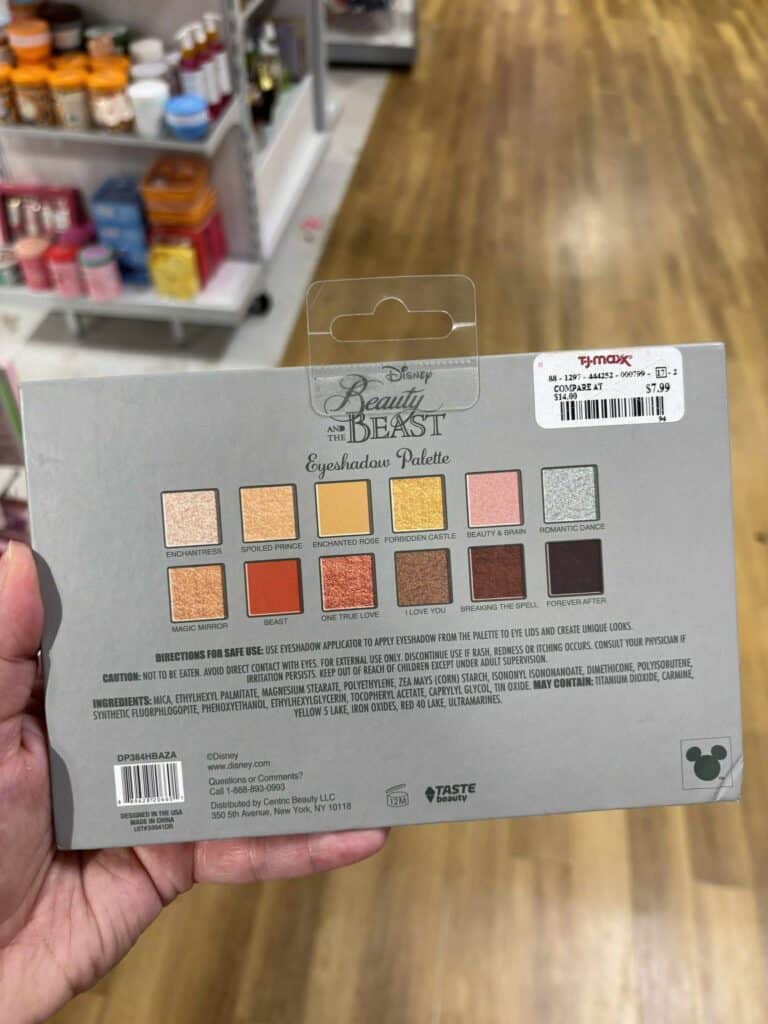 T.J.maxx
88 - 1297 - 444252 - 000799 - 17 - 2
COMPARE AT $7.99
$14.00
94
Disney
Beauty
AND THE BEAST
Eyeshadow Palette
ENCHANTRESS SPOILED PRINCE ENCHANTED ROSE FORBIDDEN CASTLE BEAUTY & BRAIN ROMANTIC DANCE
MAGIC MIRROR BEAST ONE TRUE LOVE I LOVE YOU BREAKING THE SPELL FOREVER AFTER
DIRECTIONS FOR SAFE USE: USE EYESHADOW APPLICATOR TO APPLY EYESHADOW FROM THE PALETTE TO EYE LIDS AND CREATE UNIQUE LOOKS.
CAUTION: NOT TO BE EATEN. AVOID DIRECT CONTACT WITH EYES. FOR EXTERNAL USE ONLY. DISCONTINUE USE IF RASH, REDNESS OR ITCHING OCCURS. CONSULT YOUR PHYSICIAN IF
IRRITATION PERSISTS. KEEP OUT OF REACH OF CHILDREN EXCEPT UNDER ADULT SUPERVISION.
INGREDIENTS: MICA, ETHYLHEXYL PALMITATE, MAGNESIUM STEARATE, POLYETHYLENE, ZEA MAYS (CORN) STARCH, ISONONYL ISONONANOATE, DIMETHICONE, POLYISOBUTENE,
SYNTHETIC FLUORPHLOGOPITE, PHENOXYETHANOL, ETHYLHEXYLGLYCERIN, TOCOPHERYL ACETATE, CAPRYLYL GLYCOL, TIN OXIDE. MAY CONTAIN: TITANIUM DIOXIDE, CARMINE,
YELLOW 5 LAKE, IRON OXIDES, RED 40 LAKE, ULTRAMARINES.
DP384HBAZA
DESIGNED IN THE USA
MADE IN CHINA
©Disney
www.disney.com
Questions or Comments?
Call 1-888-893-0993
Distributed by Centric Beauty LLC
350 5th Avenue, New York, NY 10118
12M
TASTE
beauty